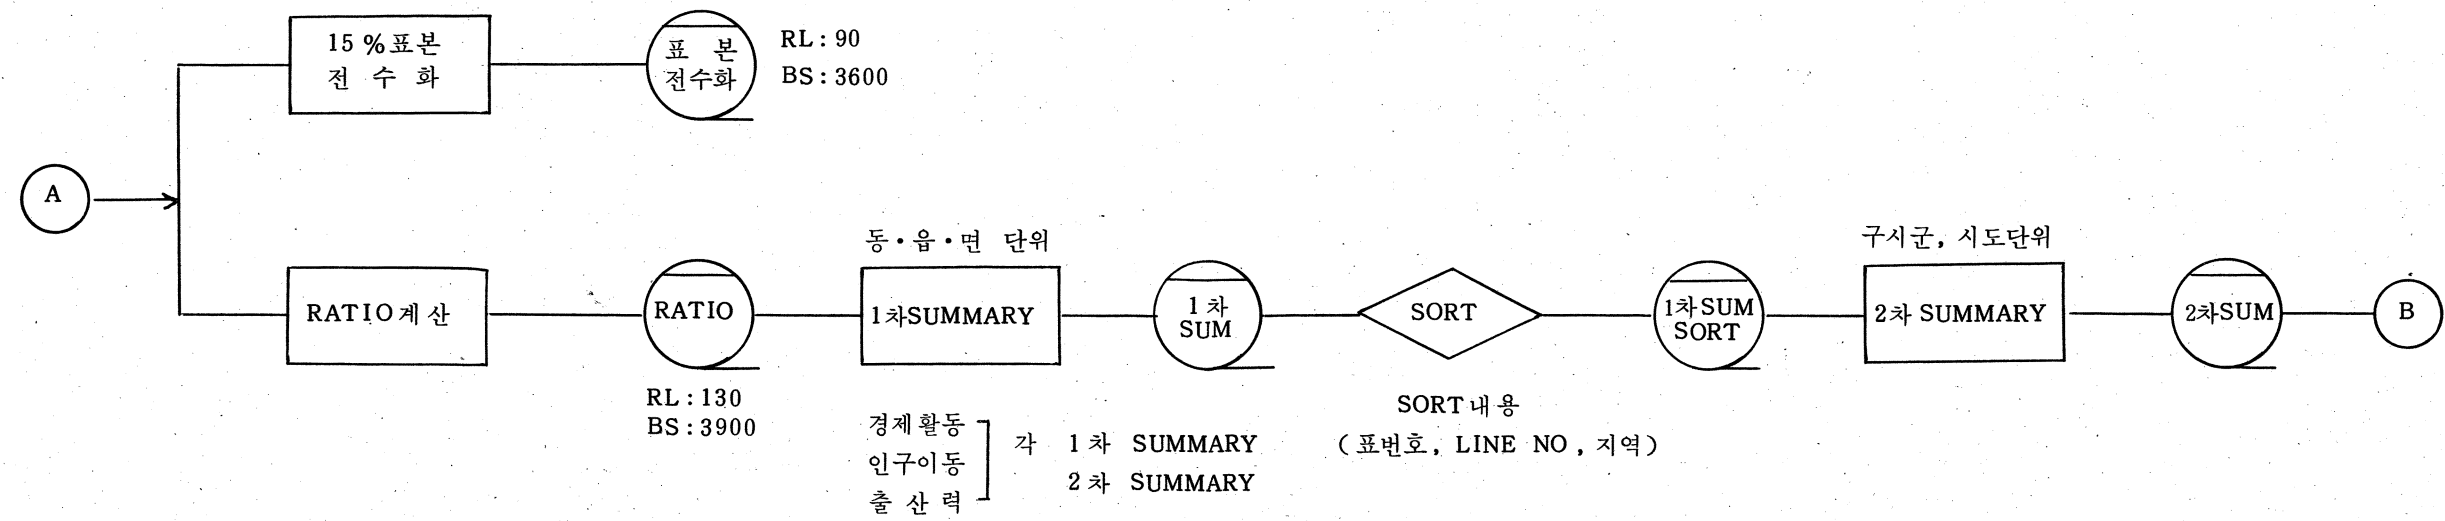 15%표본
전 수 화
표 본
전수화
RL : 90
BS : 3600
A
동·읍·면 단위
구시군, 시도단위
RATIO계산
RATIO
1차SUMMARY
1차
SUM
SORT
1차SUM
SORT
2차 SUMMARY
2차SUM
B
RL : 130
BS : 3900
경제활동
인구이동
출 산 력
각 1차 SUMMARY
2차 SUMMARY
SORT내용
(표번호, LINE NO, 지역)